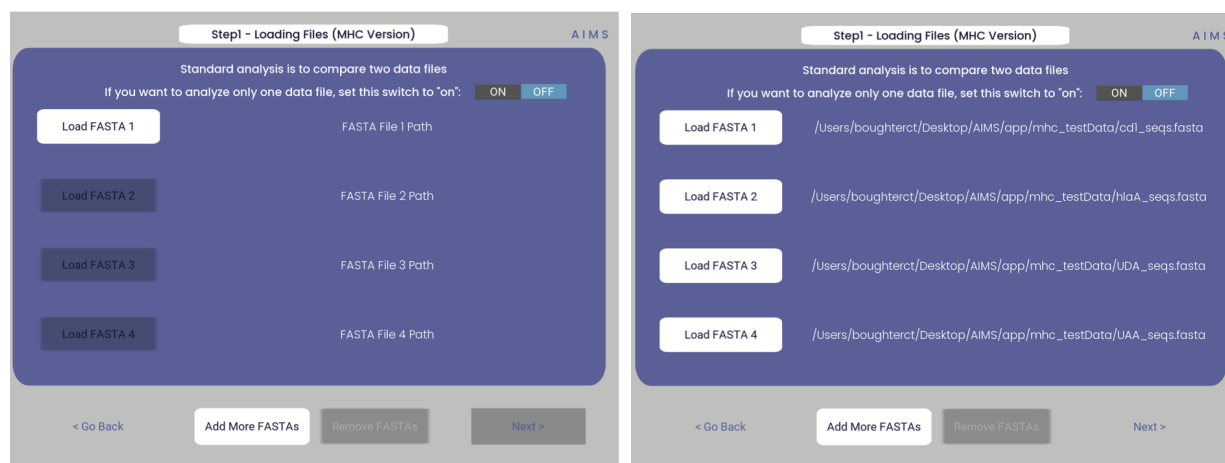 Step1 - Loading Files (MHC Version)
AIMS
Standard analysis is to compare two data files
If you want to analyze only one data file, set this switch to "on": ON OFF
Load FASTA 1 FASTA File 1 Path
Load FASTA 2 FASTA File 2 Path
Load FASTA 3 FASTA File 3 Path
Load FASTA 4 FASTA File 4 Path
< Go Back Add More FASTAs Remove FASTAs Next >
Step1 - Loading Files (MHC Version)
AIMS
Standard analysis is to compare two data files
If you want to analyze only one data file, set this switch to "on": ON OFF
Load FASTA 1 /Users/boughterct/Desktop/AIMS/app/mhc_testData/cd1_seqs.fasta
Load FASTA 2 /Users/boughterct/Desktop/AIMS/app/mhc_testData/hlaA_seqs.fasta
Load FASTA 3 /Users/boughterct/Desktop/AIMS/app/mhc_testData/UDA_seqs.fasta
Load FASTA 4 /Users/boughterct/Desktop/AIMS/app/mhc_testData/UAA_seqs.fasta
< Go Back Add More FASTAs Remove FASTAs Next >